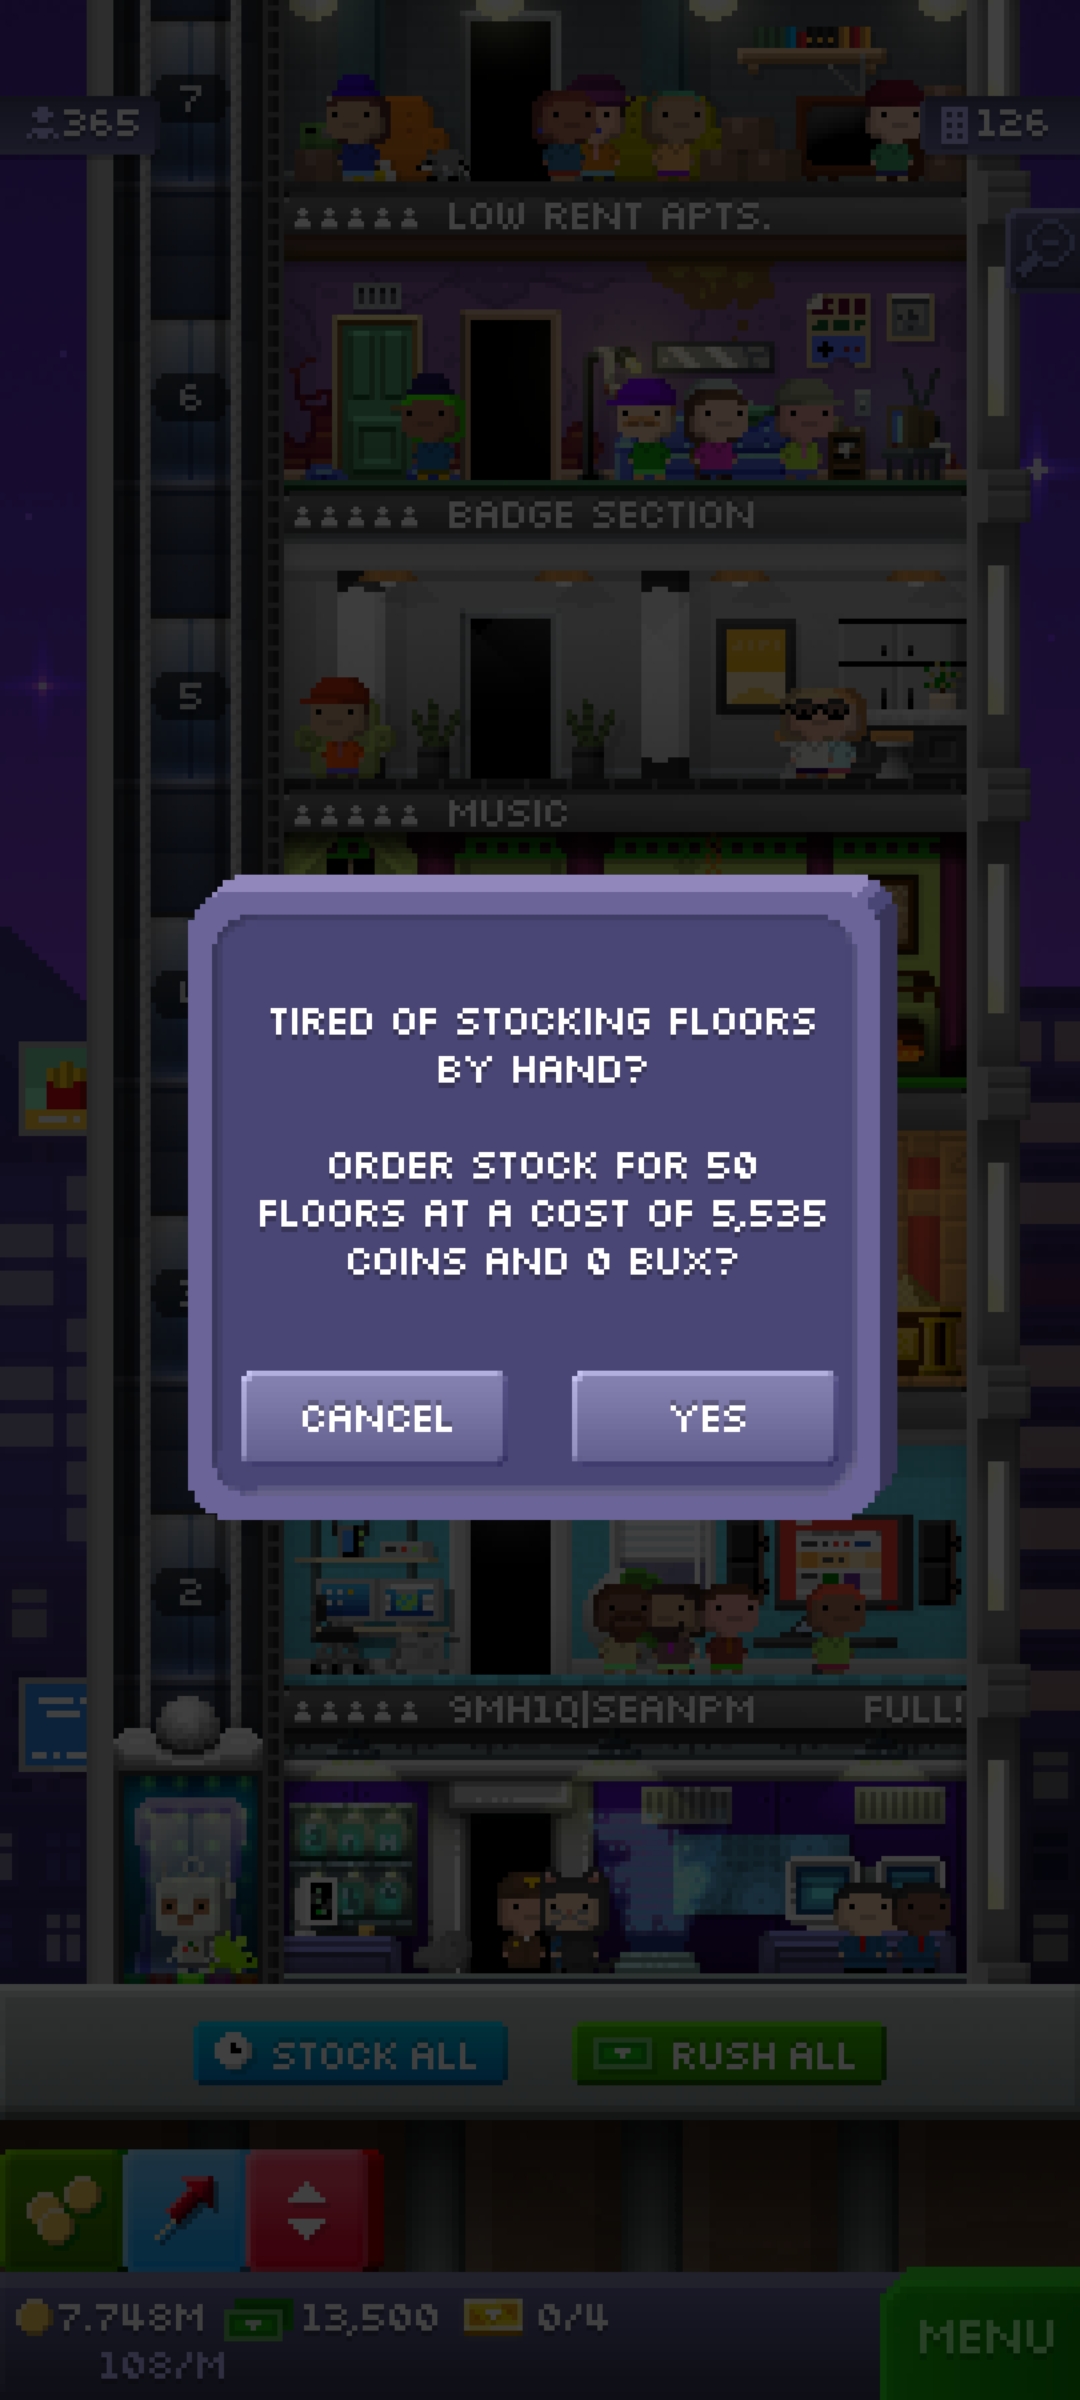 7
365
126
LOW RENT APTS.
6
BADGE SECTION
5
MUSIC
TIRED OF STOCKING FLOORS
BY HAND?
ORDER STOCK FOR 50
FLOORS AT A COST OF 5,535
COINS AND 0 BUX?
CANCEL
YES
2
9MH1Q|SEANPM
FULL!
STOCK ALL
RUSH ALL
7.748M
13,500
0/4
108/M
MENU